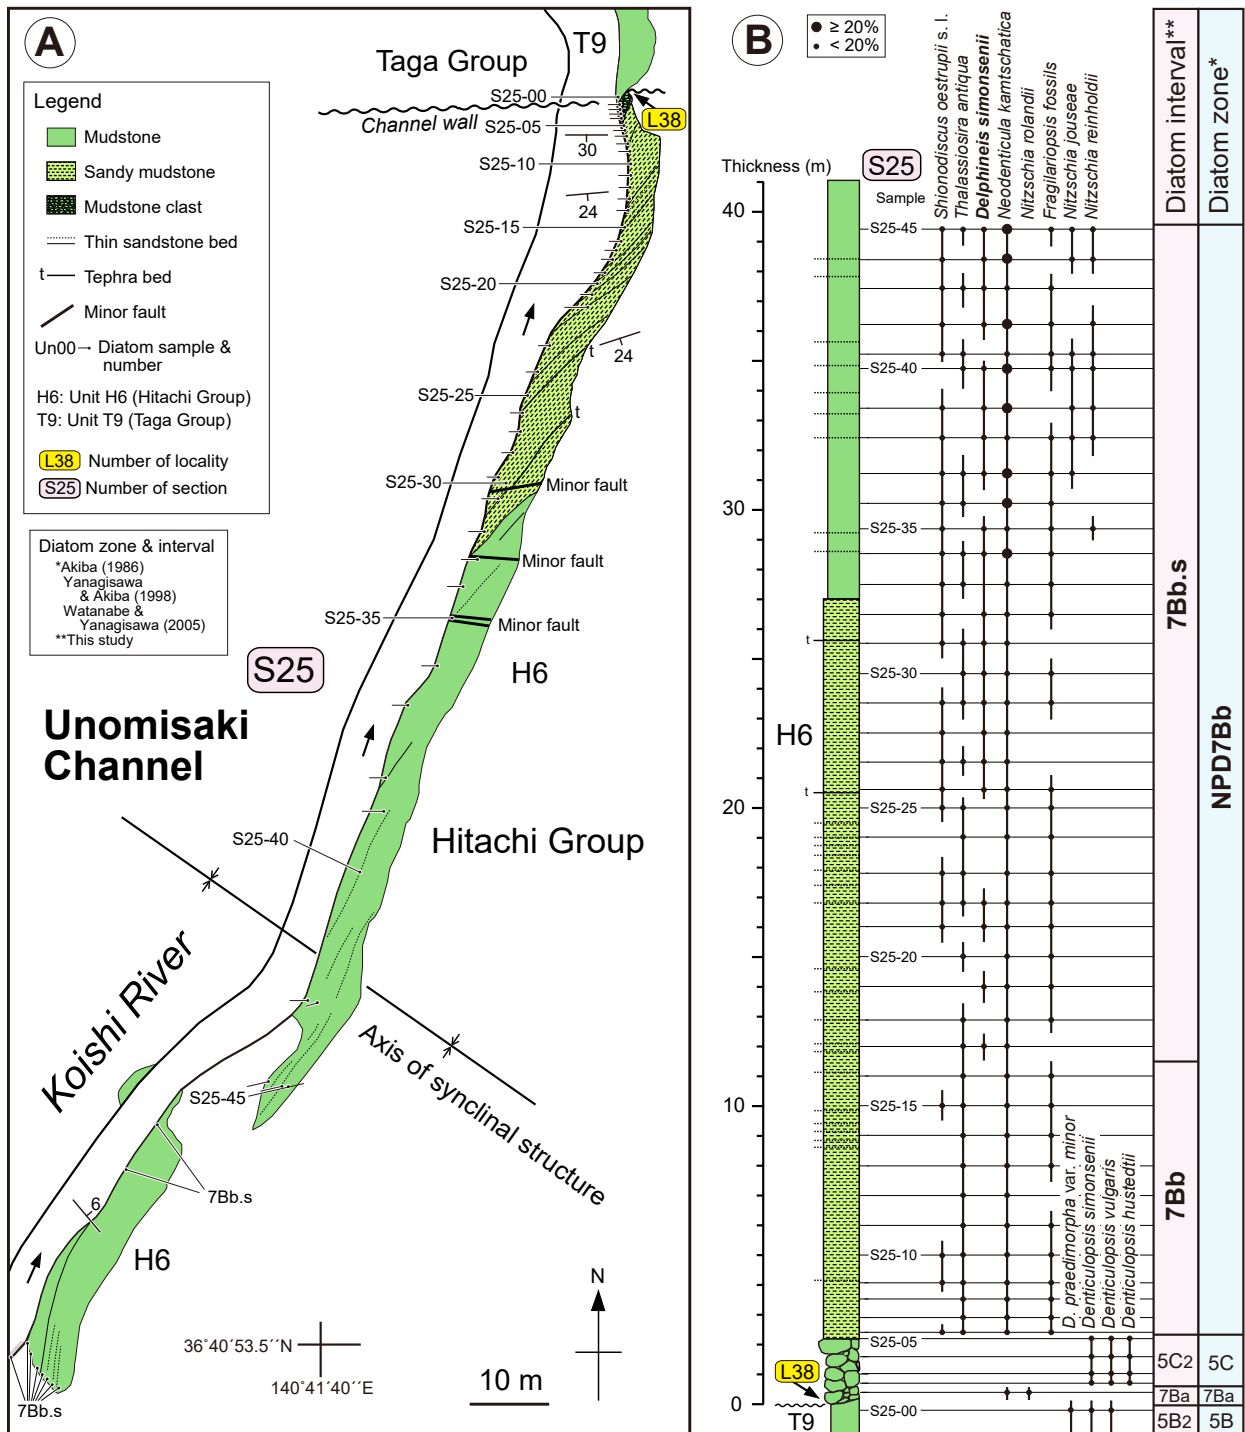 A
T9
Taga Group
S25-00
Channel wall
S25-05
L38
30
S25-10
24
S25-15
S25-20
t
24
S25-25
t
S25-30
Minor fault
Minor fault
S25-35
Minor fault
H6
Legend
Mudstone
Sandy mudstone
Mudstone clast
Thin sandstone bed
t Tephra bed
Minor fault
Un00 Diatom sample &
number
H6: Unit H6 (Hitachi Group)
T9: Unit T9 (Taga Group)
L38 Number of locality
S25 Number of section
Diatom zone & interval
*Akiba (1986)
Yanagisawa
& Akiba (1998)
Watanabe &
Yanagisawa (2005)
**This study
S25
Unomisaki
Channel
S25-40
Hitachi Group
Koishi River
Axis of synclinal structure
S25-45
7Bb.s
6
H6
N
36°40´53.5´´N
140°41´40´´E
10 m
7Bb.s
B
≥ 20%
< 20%
Shionodiscus oestrupii s. l.
Thalassiosira antiqua
Delphineis simonsenii
Neodenticula kamtschatica
Nitzschia rolandii
Fragilariopsis fossilis
Nitzschia jouseae
Nitzschia reinholdii
Diatom interval**
Diatom zone*
Thickness (m)
S25
Sample
40
S25-45
S25-40
30
S25-35
7Bb.s
t
S25-30
H6
NPD7Bb
t
20
S25-25
S25-20
10
S25-15
7Bb
D. praedimorpha var. minor
Denticulopsis simonsenii
Denticulopsis vulgaris
Denticulopsis hustedtii
S25-10
S25-05
5C2
5C
L38
7Ba
7Ba
0
T9
S25-00
5B2
5B